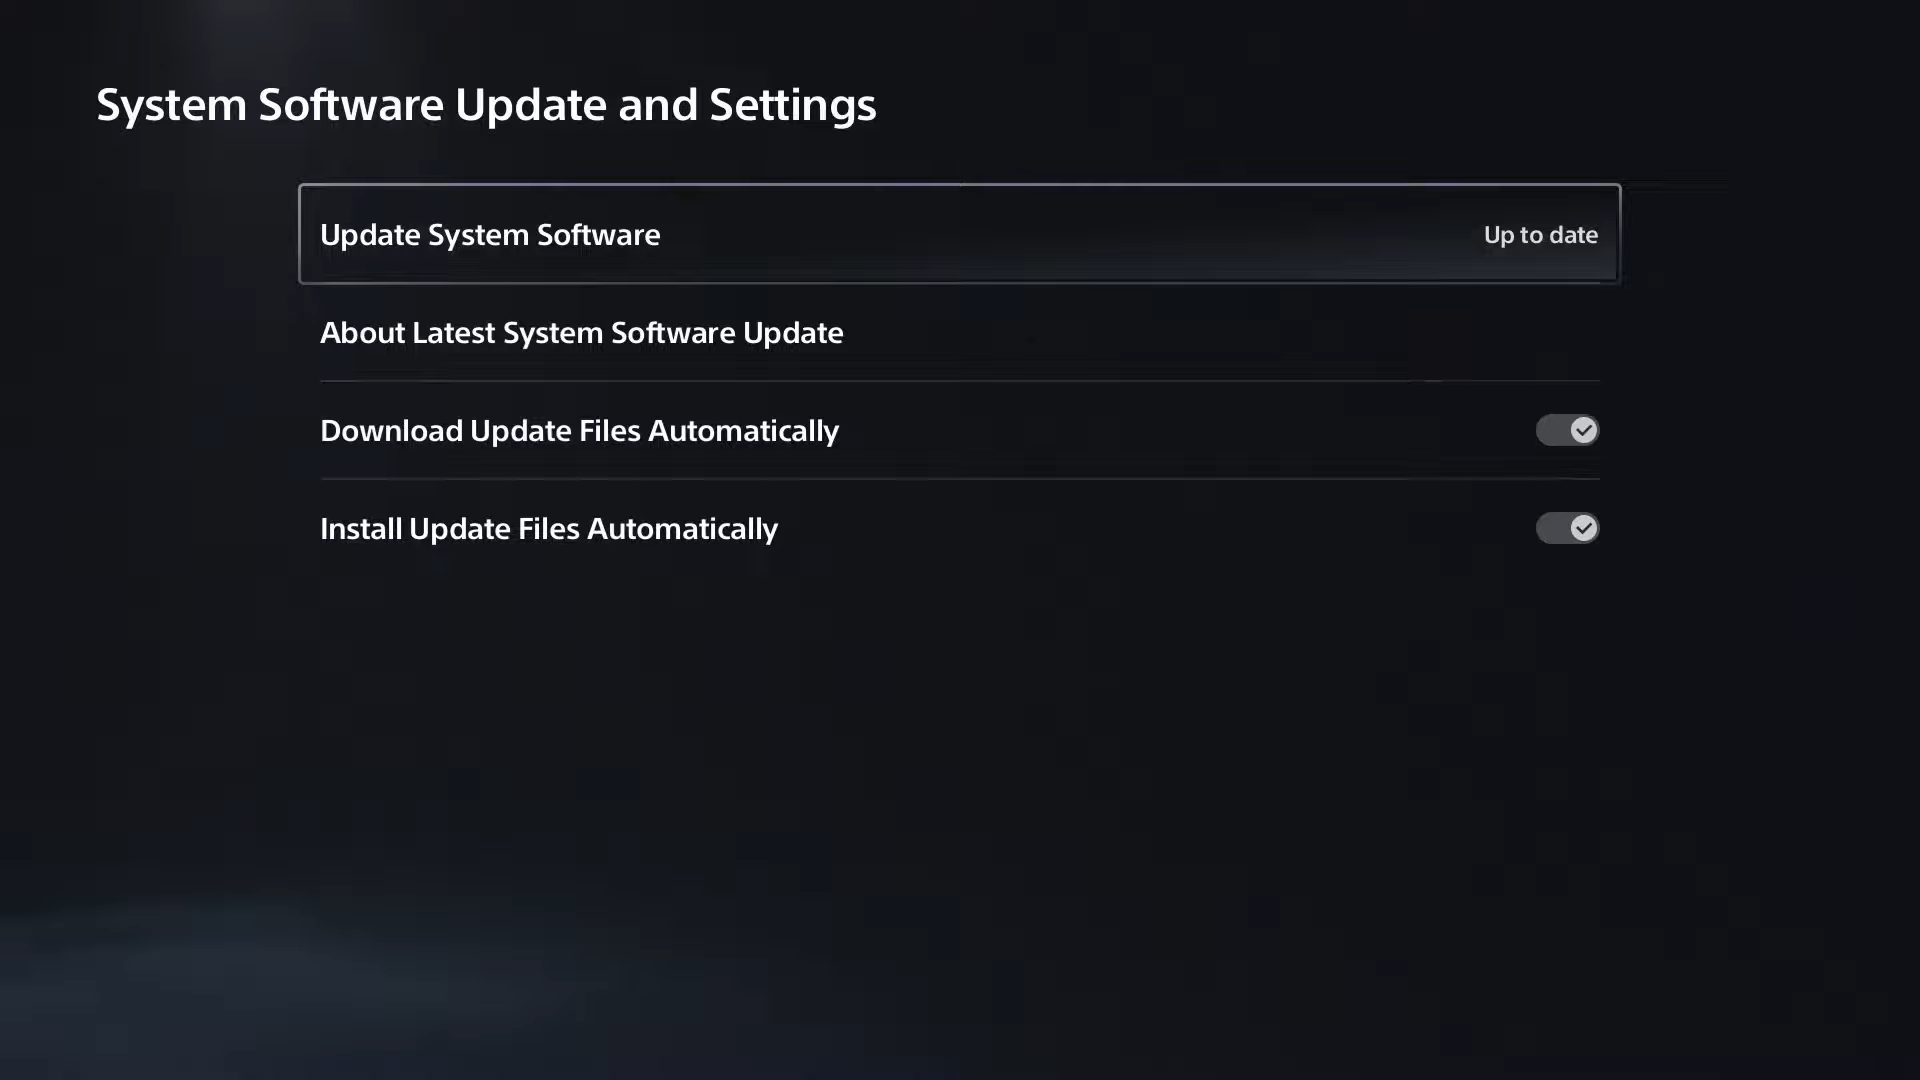 System Software Update and Settings
Update System Software
Up to date
About Latest System Software Update
Download Update Files Automatically
Install Update Files Automatically